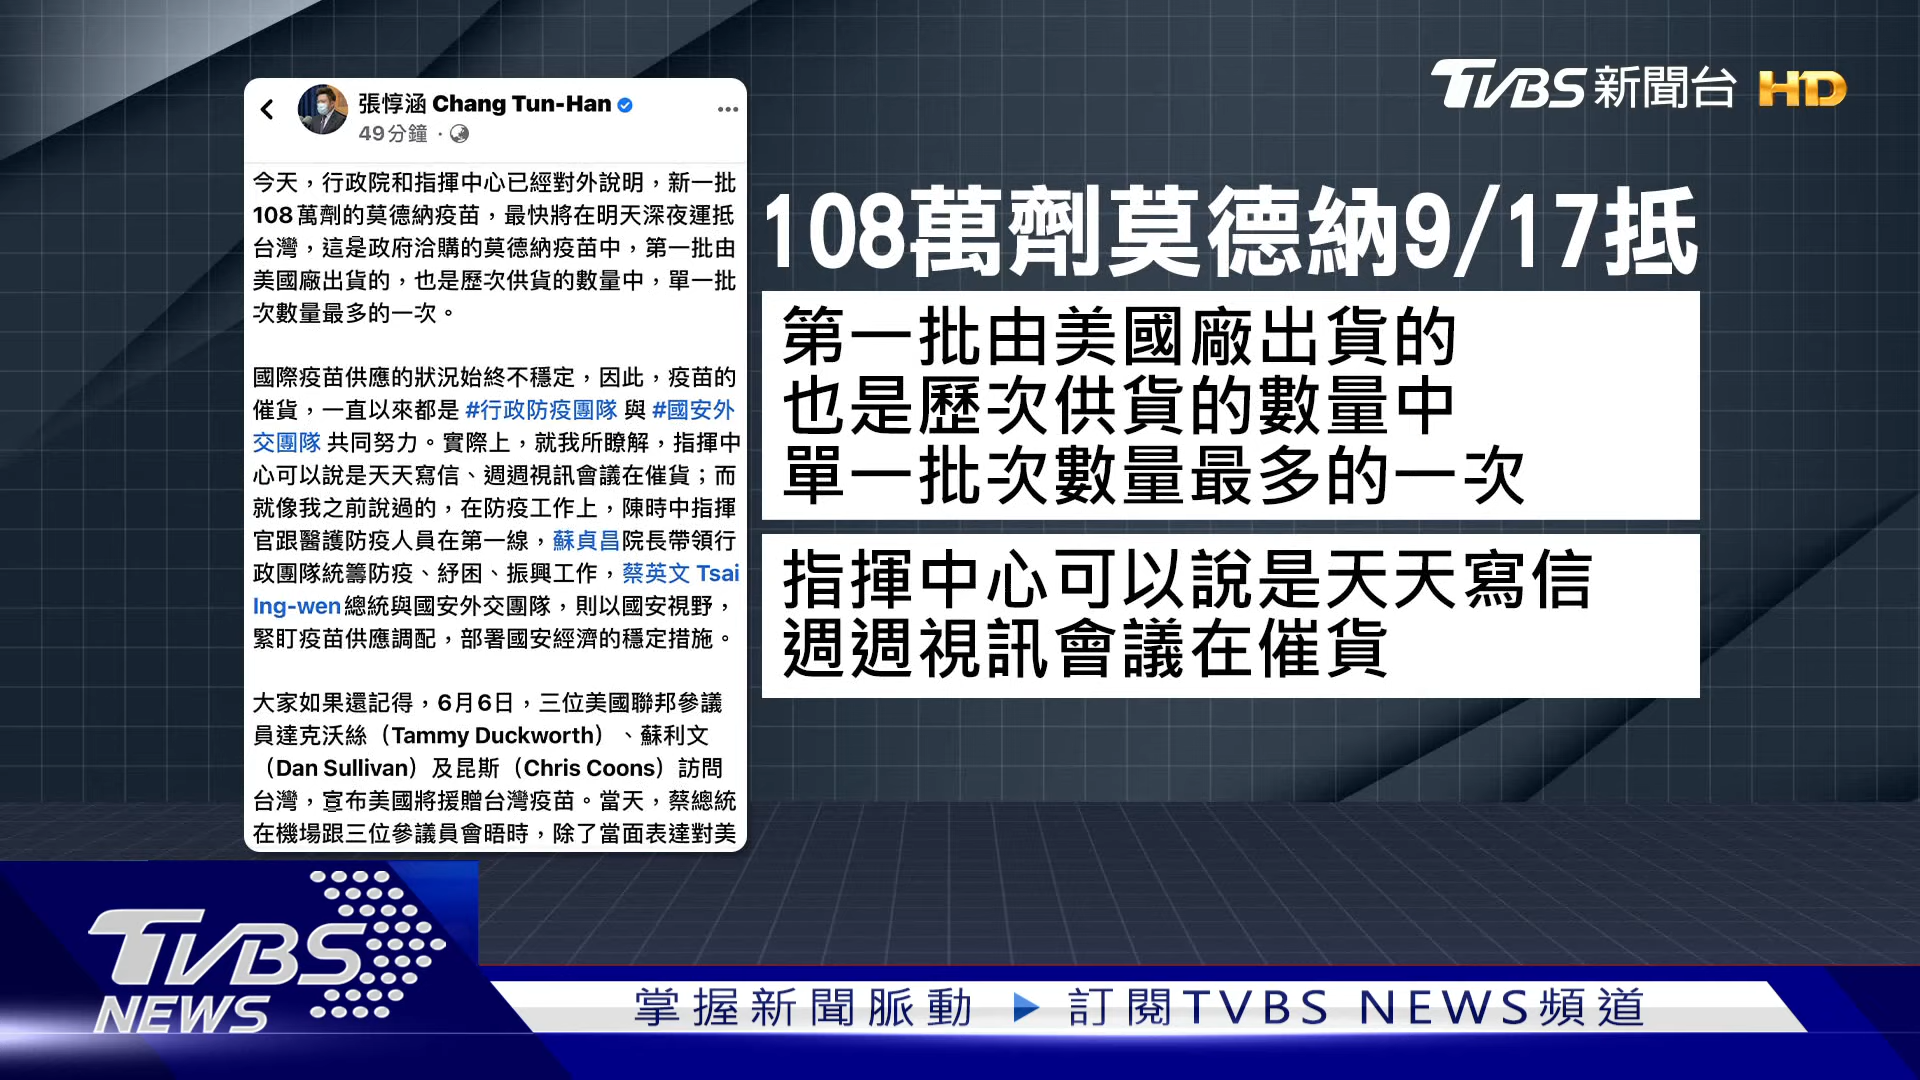 TVBS新聞台 HD
張惇涵 Chang Tun-Han
49分鐘 ·
今天，行政院和指揮中心已經對外說明，新一批
108萬劑的莫德納疫苗，最快將在明天深夜運抵
台灣，這是政府洽購的莫德納疫苗中，第一批由
美國廠出貨的，也是歷次供貨的數量中，單一批
次數量最多的一次。
國際疫苗供應的狀況始終不穩定，因此，疫苗的
催貨，一直以來都是 #行政防疫團隊 與 #國安外
交團隊 共同努力。實際上，就我所瞭解，指揮中
心可以說是天天寫信、週週視訊會議在催貨；而
就像我之前說過的，在防疫工作上，陳時中指揮
官跟醫護防疫人員在第一線，蘇貞昌院長帶領行
政團隊統籌防疫、紓困、振興工作，蔡英文 Tsai
Ing-wen總統與國安外交團隊，則以國安視野，
緊盯疫苗供應調配，部署國安經濟的穩定措施。
大家如果還記得，6月6日，三位美國聯邦參議
員達克沃絲（Tammy Duckworth）、蘇利文
（Dan Sullivan）及昆斯（Chris Coons）訪問
台灣，宣布美國將援贈台灣疫苗。當天，蔡總統
在機場跟三位參議員會晤時，除了當面表達對美
108萬劑莫德納9/17抵
第一批由美國廠出貨的
也是歷次供貨的數量中
單一批次數量最多的一次
指揮中心可以說是天天寫信
週週視訊會議在催貨
TVBS
NEWS
掌握新聞脈動 ▶ 訂閱TVBS NEWS頻道